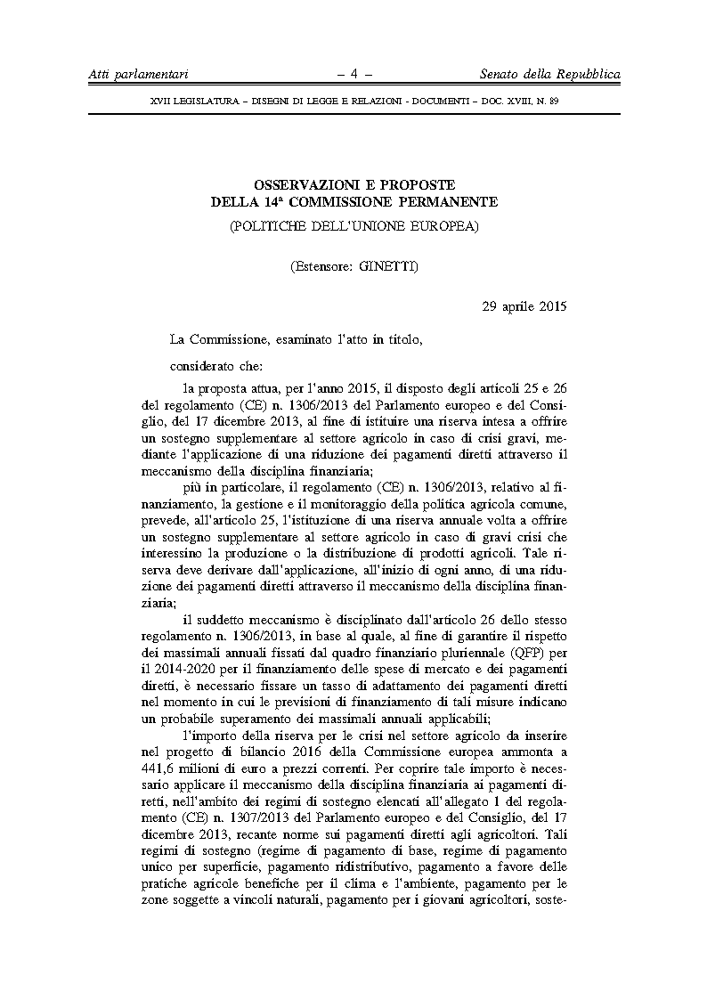 Atti parlamentari – 4 – Senato della Repubblica
XVII LEGISLATURA – DISEGNI DI LEGGE E RELAZIONI - DOCUMENTI – DOC. XVIII, N. 89
OSSERVAZIONI E PROPOSTE
DELLA 14ª COMMISSIONE PERMANENTE
(POLITICHE DELL'UNIONE EUROPEA)
(Estensore: GINETTI)
29 aprile 2015
La Commissione, esaminato l'atto in titolo,
considerato che:
la proposta attua, per l'anno 2015, il disposto degli articoli 25 e 26
del regolamento (CE) n. 1306/2013 del Parlamento europeo e del Consi-
glio, del 17 dicembre 2013, al fine di istituire una riserva intesa a offrire
un sostegno supplementare al settore agricolo in caso di crisi gravi, me-
diante l'applicazione di una riduzione dei pagamenti diretti attraverso il
meccanismo della disciplina finanziaria;
più in particolare, il regolamento (CE) n. 1306/2013, relativo al fi-
nanziamento, la gestione e il monitoraggio della politica agricola comune,
prevede, all'articolo 25, l'istituzione di una riserva annuale volta a offrire
un sostegno supplementare al settore agricolo in caso di gravi crisi che
interessino la produzione o la distribuzione di prodotti agricoli. Tale ri-
serva deve derivare dall'applicazione, all'inizio di ogni anno, di una ridu-
zione dei pagamenti diretti attraverso il meccanismo della disciplina finan-
ziaria;
il suddetto meccanismo è disciplinato dall'articolo 26 dello stesso
regolamento n. 1306/2013, in base al quale, al fine di garantire il rispetto
dei massimali annuali fissati dal quadro finanziario pluriennale (QFP) per
il 2014-2020 per il finanziamento delle spese di mercato e dei pagamenti
diretti, è necessario fissare un tasso di adattamento dei pagamenti diretti
nel momento in cui le previsioni di finanziamento di tali misure indicano
un probabile superamento dei massimali annuali applicabili;
l'importo della riserva per le crisi nel settore agricolo da inserire
nel progetto di bilancio 2016 della Commissione europea ammonta a
441,6 milioni di euro a prezzi correnti. Per coprire tale importo è neces-
sario applicare il meccanismo della disciplina finanziaria ai pagamenti di-
retti, nell'ambito dei regimi di sostegno elencati all'allegato 1 del regola-
mento (CE) n. 1307/2013 del Parlamento europeo e del Consiglio, del 17
dicembre 2013, recante norme sui pagamenti diretti agli agricoltori. Tali
regimi di sostegno (regime di pagamento di base, regime di pagamento
unico per superficie, pagamento ridistributivo, pagamento a favore delle
pratiche agricole benefiche per il clima e l'ambiente, pagamento per le
zone soggette a vincoli naturali, pagamento per i giovani agricoltori, soste-